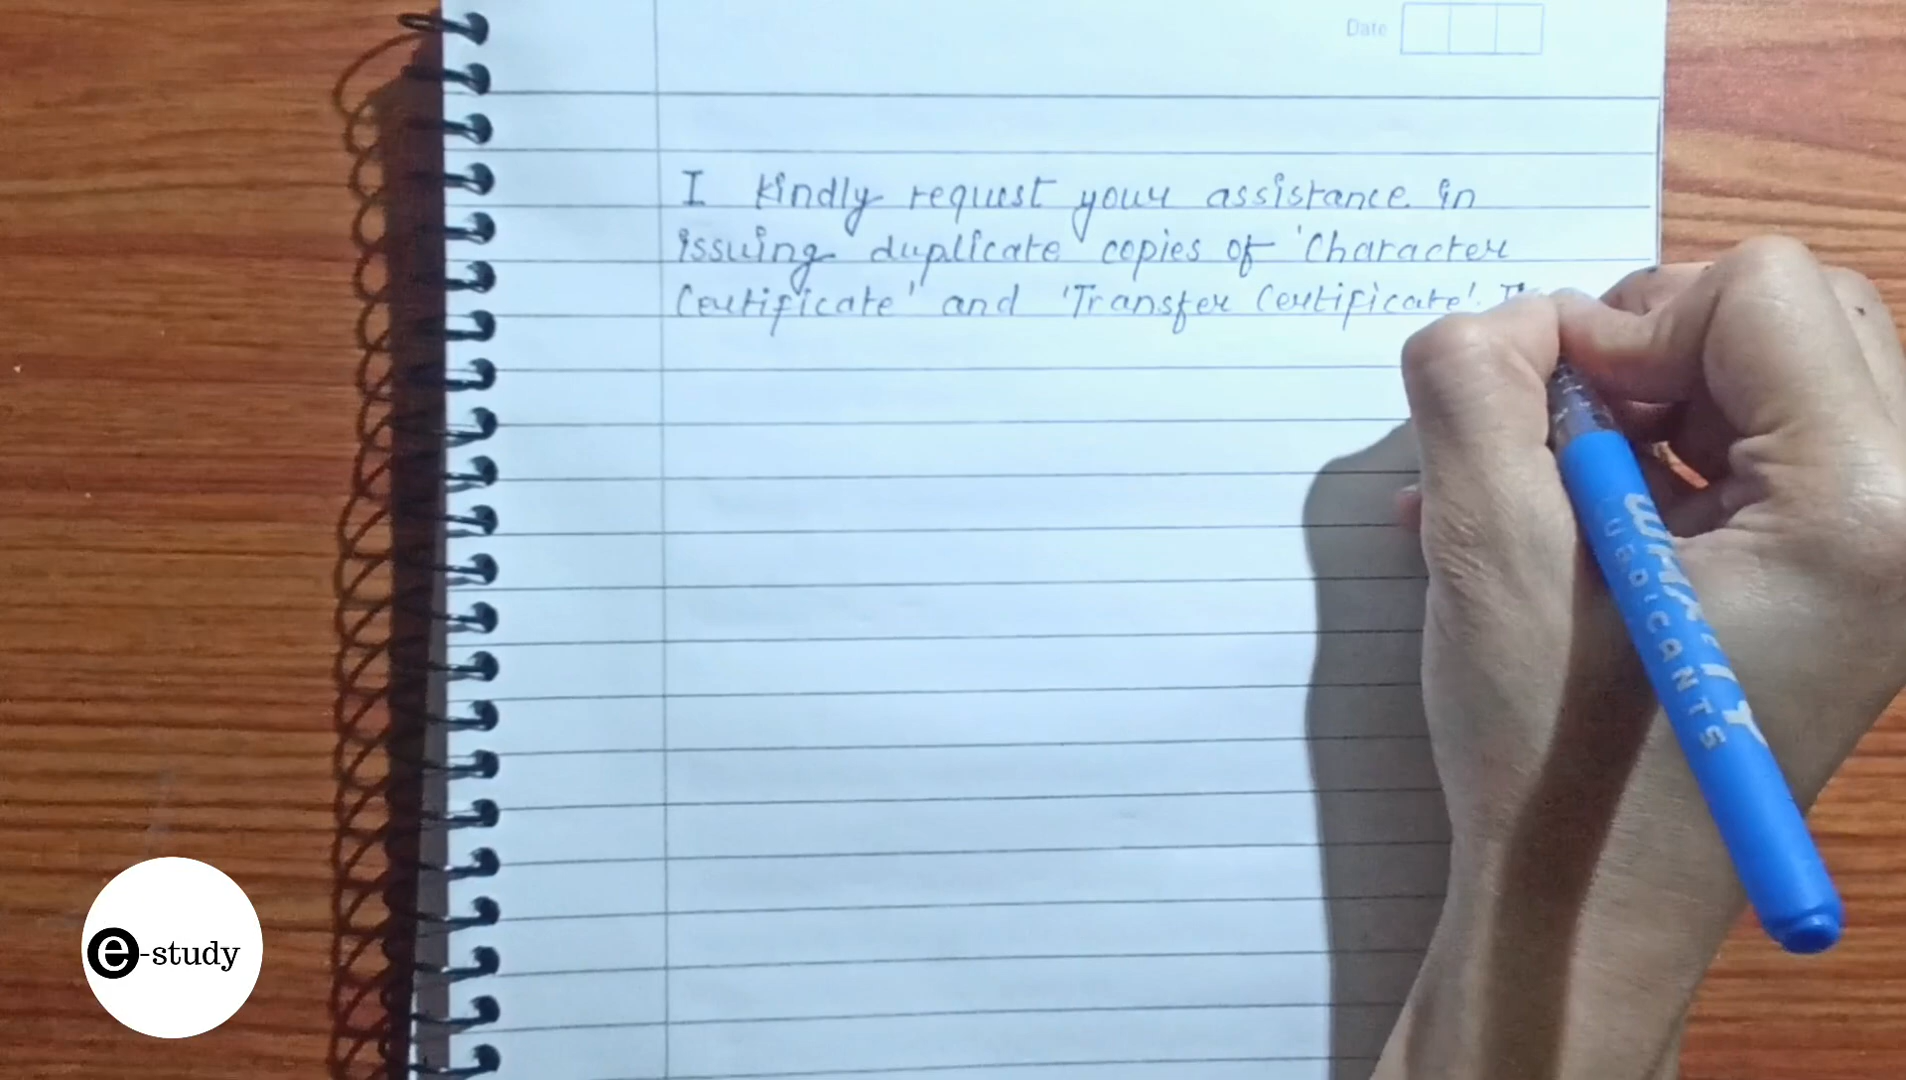 Date
I kindly request your assistance in
issuing duplicate copies of 'Character
Certificate' and 'Transfer Certificate'.
e-study